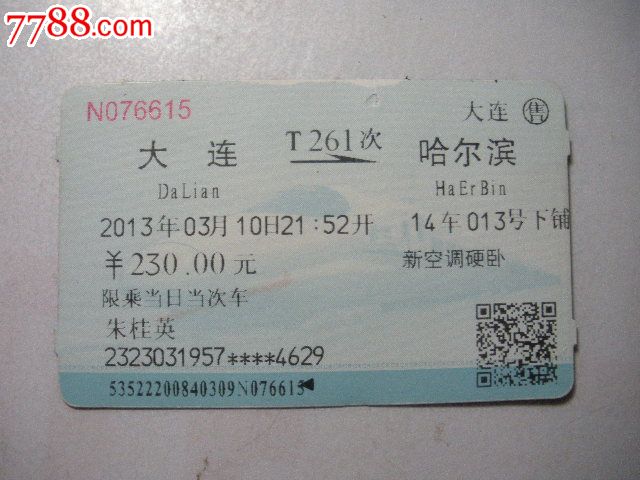 7788.com
N076615 大连 售
大连 T261次 哈尔滨
DaLian HaErBin
2013年03月10日21:52开 14车013号下铺
¥230.00元 新空调硬卧
限乘当日当次车
朱桂英
2323031957****4629
53522200840309N076615